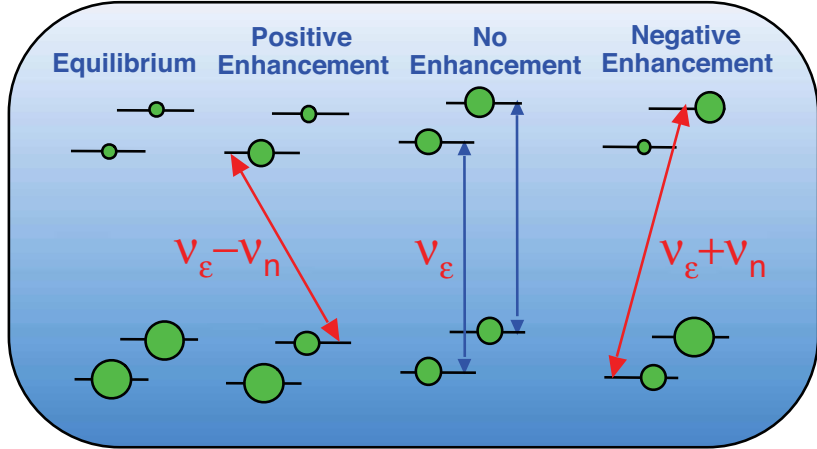 Equilibrium
Positive
Enhancement
No
Enhancement
Negative
Enhancement
νε−νn
νε
νε+νn